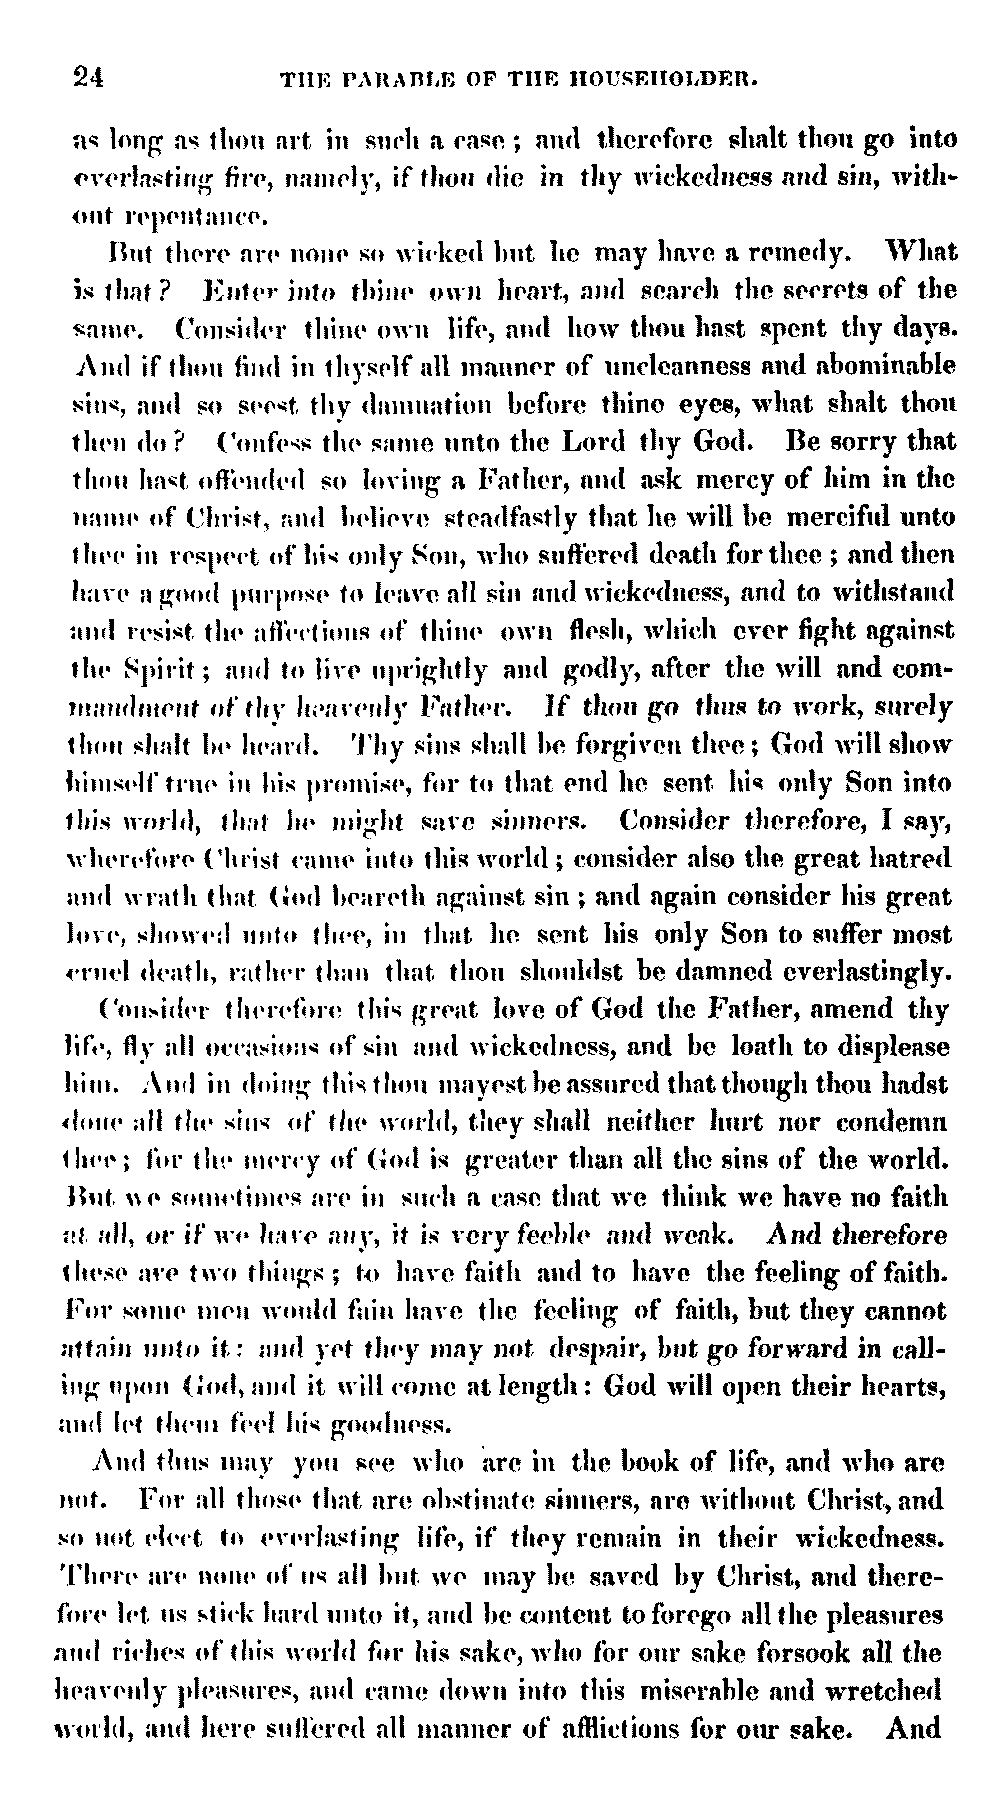 24 THE PARABLE OF THE HOUSEHOLDER.
as long as thou art in such a case ; and therefore shalt thou go into
everlasting fire, namely, if thou die in thy wickedness and sin, with-
out repentance.
But there are none so wicked but he may have a remedy. What
is that ? Enter into thine own heart, and search the secrets of the
same. Consider thine own life, and how thou hast spent thy days.
And if thou find in thyself all manner of uncleanness and abominable
sins, and so seest thy damnation before thine eyes, what shalt thou
then do ? Confess the same unto the Lord thy God. Be sorry that
thou hast offended so loving a Father, and ask mercy of him in the
name of Christ, and believe steadfastly that he will be merciful unto
thee in respect of his only Son, who suffered death for thee ; and then
have a good purpose to leave all sin and wickedness, and to withstand
and resist the affections of thine own flesh, which ever fight against
the Spirit ; and to live uprightly and godly, after the will and com-
mandment of thy heavenly Father. If thou go thus to work, surely
thou shalt be heard. Thy sins shall be forgiven thee ; God will show
himself true in his promise, for to that end he sent his only Son into
this world, that he might save sinners. Consider therefore, I say,
wherefore Christ came into this world ; consider also the great hatred
and wrath that God beareth against sin ; and again consider his great
love, showed unto thee, in that he sent his only Son to suffer most
cruel death, rather than that thou shouldst be damned everlastingly.
Consider therefore this great love of God the Father, amend thy
life, fly all occasions of sin and wickedness, and be loath to displease
him. And in doing this thou mayest be assured that though thou hadst
done all the sins of the world, they shall neither hurt nor condemn
thee ; for the mercy of God is greater than all the sins of the world.
But we sometimes are in such a case that we think we have no faith
at all, or if we have any, it is very feeble and weak. And therefore
these are two things ; to have faith and to have the feeling of faith.
For some men would fain have the feeling of faith, but they cannot
attain unto it : and yet they may not despair, but go forward in call-
ing upon God, and it will come at length : God will open their hearts,
and let them feel his goodness.
And thus may you see who are in the book of life, and who are
not. For all those that are obstinate sinners, are without Christ, and
so not elect to everlasting life, if they remain in their wickedness.
There are none of us all but we may be saved by Christ, and there-
fore let us stick hard unto it, and be content to forego all the pleasures
and riches of this world for his sake, who for our sake forsook all the
heavenly pleasures, and came down into this miserable and wretched
world, and here suffered all manner of afflictions for our sake. And